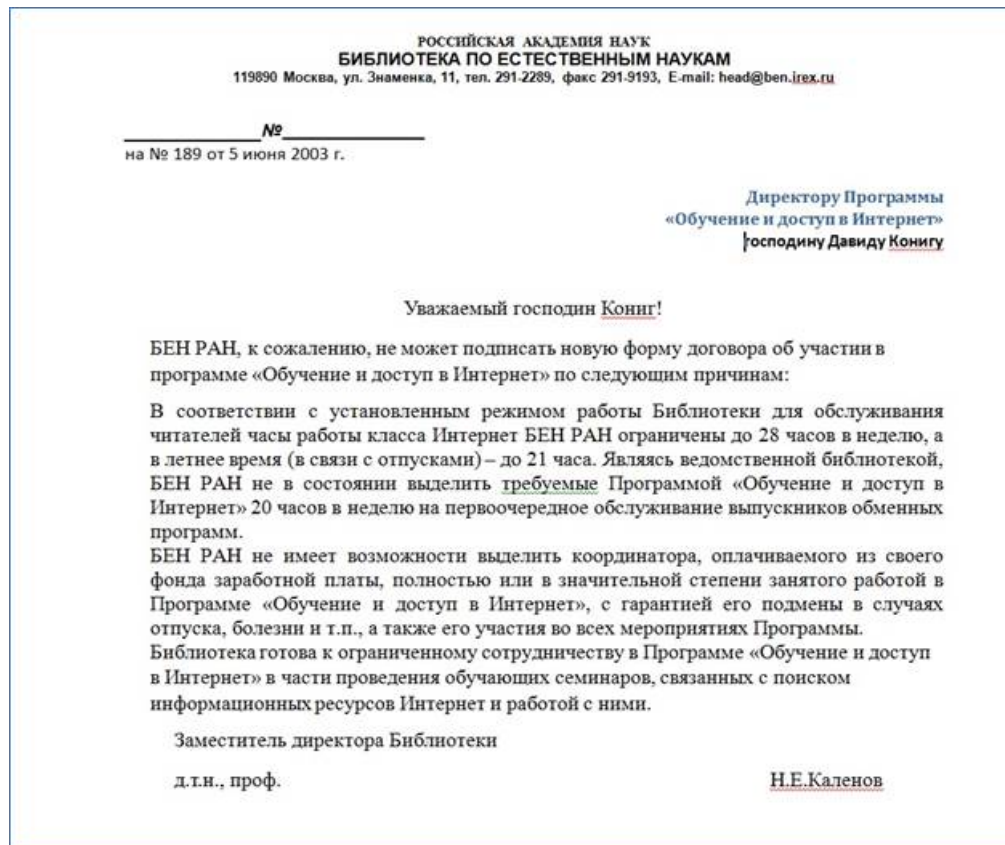 РОССИЙСКАЯ АКАДЕМИЯ НАУК
БИБЛИОТЕКА ПО ЕСТЕСТВЕННЫМ НАУКАМ
119890 Москва, ул. Знаменка, 11, тел. 291-2289, факс 291-9193, E-mail: head@ben.irex.ru
______________№______________
на № 189 от 5 июня 2003 г.
Директору Программы
«Обучение и доступ в Интернет»
господину Давиду Конигу
Уважаемый господин Кониг!
БЕН РАН, к сожалению, не может подписать новую форму договора об участии в
программе «Обучение и доступ в Интернет» по следующим причинам:
В соответствии с установленным режимом работы Библиотеки для обслуживания
читателей часы работы класса Интернет БЕН РАН ограничены до 28 часов в неделю, а
в летнее время (в связи с отпусками) – до 21 часа. Являясь ведомственной библиотекой,
БЕН РАН не в состоянии выделить требуемые Программой «Обучение и доступ в
Интернет» 20 часов в неделю на первоочередное обслуживание выпускников обменных
программ.
БЕН РАН не имеет возможности выделить координатора, оплачиваемого из своего
фонда заработной платы, полностью или в значительной степени занятого работой в
Программе «Обучение и доступ в Интернет», с гарантией его подмены в случаях
отпуска, болезни и т.п., а также его участия во всех мероприятиях Программы.
Библиотека готова к ограниченному сотрудничеству в Программе «Обучение и доступ
в Интернет» в части проведения обучающих семинаров, связанных с поиском
информационных ресурсов Интернет и работой с ними.
Заместитель директора Библиотеки
д.т.н., проф. Н.Е.Каленов